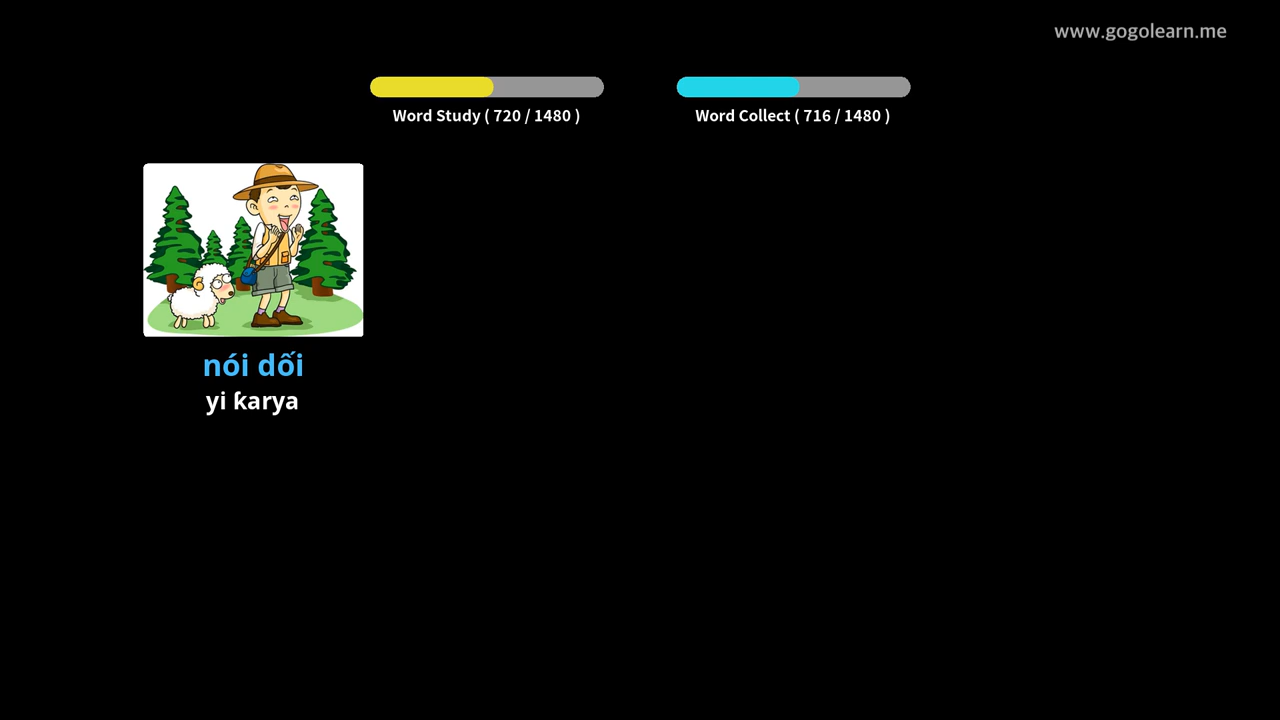 www.gogolearn.me
Word Study ( 720 / 1480 )
Word Collect ( 716 / 1480 )
nói dối
yi ƙarya